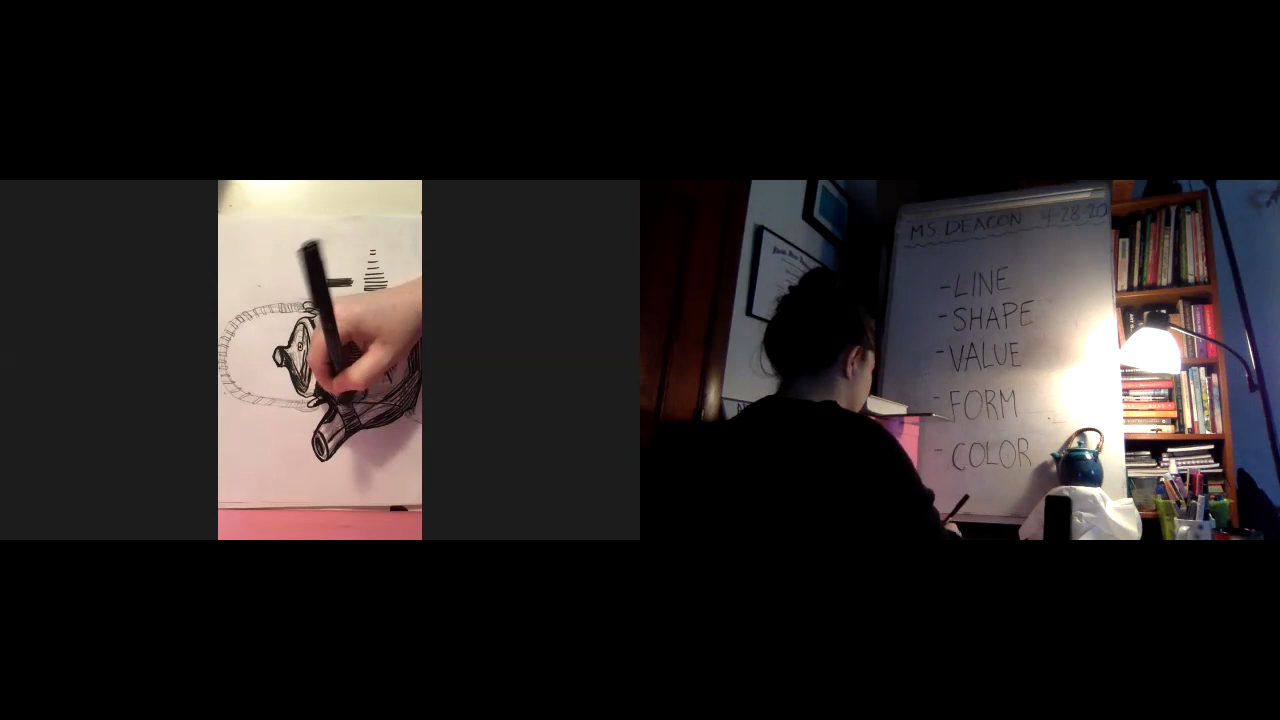 MS. DEACON 4-28-20
-LINE
-SHAPE
-VALUE
-FORM
-COLOR